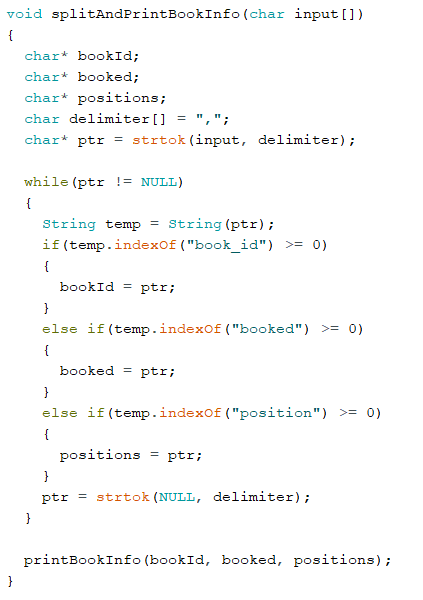 void splitAndPrintBookInfo(char input[])
{
  char* bookId;
  char* booked;
  char* positions;
  char delimiter[] = ",";
  char* ptr = strtok(input, delimiter);

  while(ptr != NULL)
  {
    String temp = String(ptr);
    if(temp.indexOf("book_id") >= 0)
    {
      bookId = ptr;
    }
    else if(temp.indexOf("booked") >= 0)
    {
      booked = ptr;
    }
    else if(temp.indexOf("position") >= 0)
    {
      positions = ptr;
    }
    ptr = strtok(NULL, delimiter);
  }

  printBookInfo(bookId, booked, positions);
}